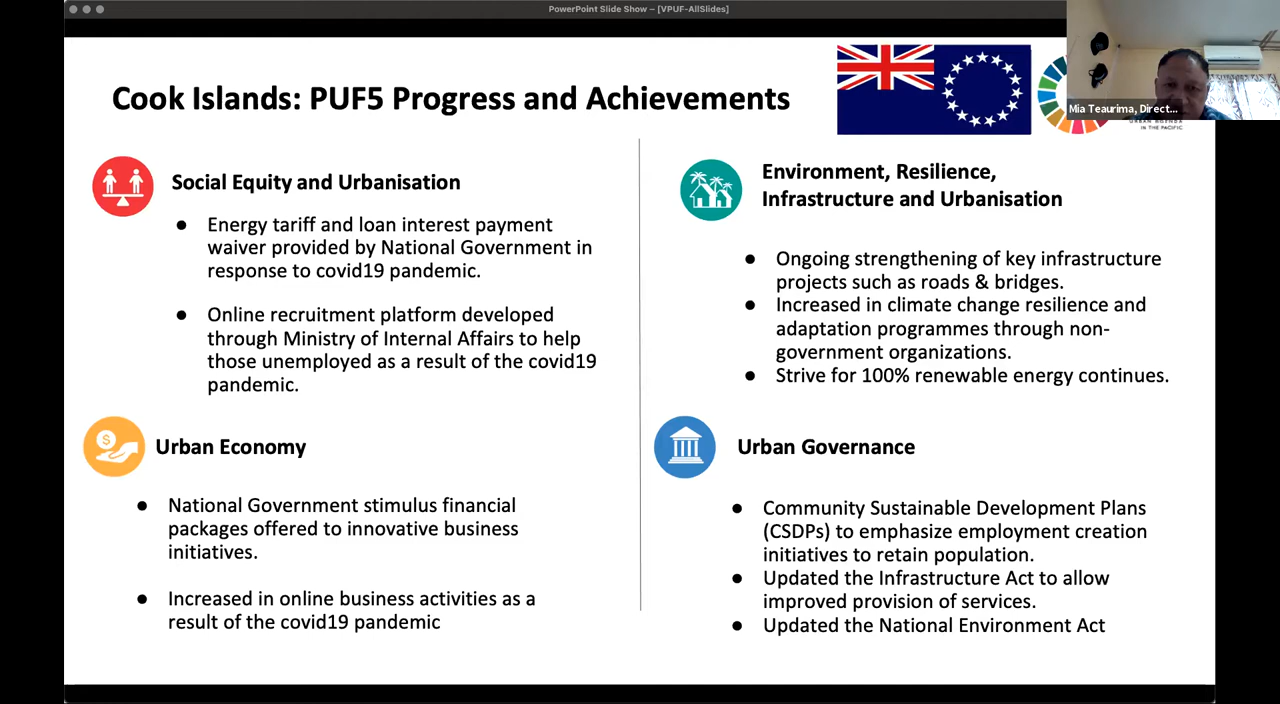 PowerPoint Slide Show – [VPUF-AllSlides]
Cook Islands: PUF5 Progress and Achievements
Mia Teaurima, Direct...
IN THE PACIFIC
Social Equity and Urbanisation
● Energy tariff and loan interest payment
waiver provided by National Government in
response to covid19 pandemic.
● Online recruitment platform developed
through Ministry of Internal Affairs to help
those unemployed as a result of the covid19
pandemic.
Environment, Resilience,
Infrastructure and Urbanisation
● Ongoing strengthening of key infrastructure
projects such as roads & bridges.
● Increased in climate change resilience and
adaptation programmes through non-
government organizations.
● Strive for 100% renewable energy continues.
$
Urban Economy
● National Government stimulus financial
packages offered to innovative business
initiatives.
● Increased in online business activities as a
result of the covid19 pandemic
Urban Governance
● Community Sustainable Development Plans
(CSDPs) to emphasize employment creation
initiatives to retain population.
● Updated the Infrastructure Act to allow
improved provision of services.
● Updated the National Environment Act